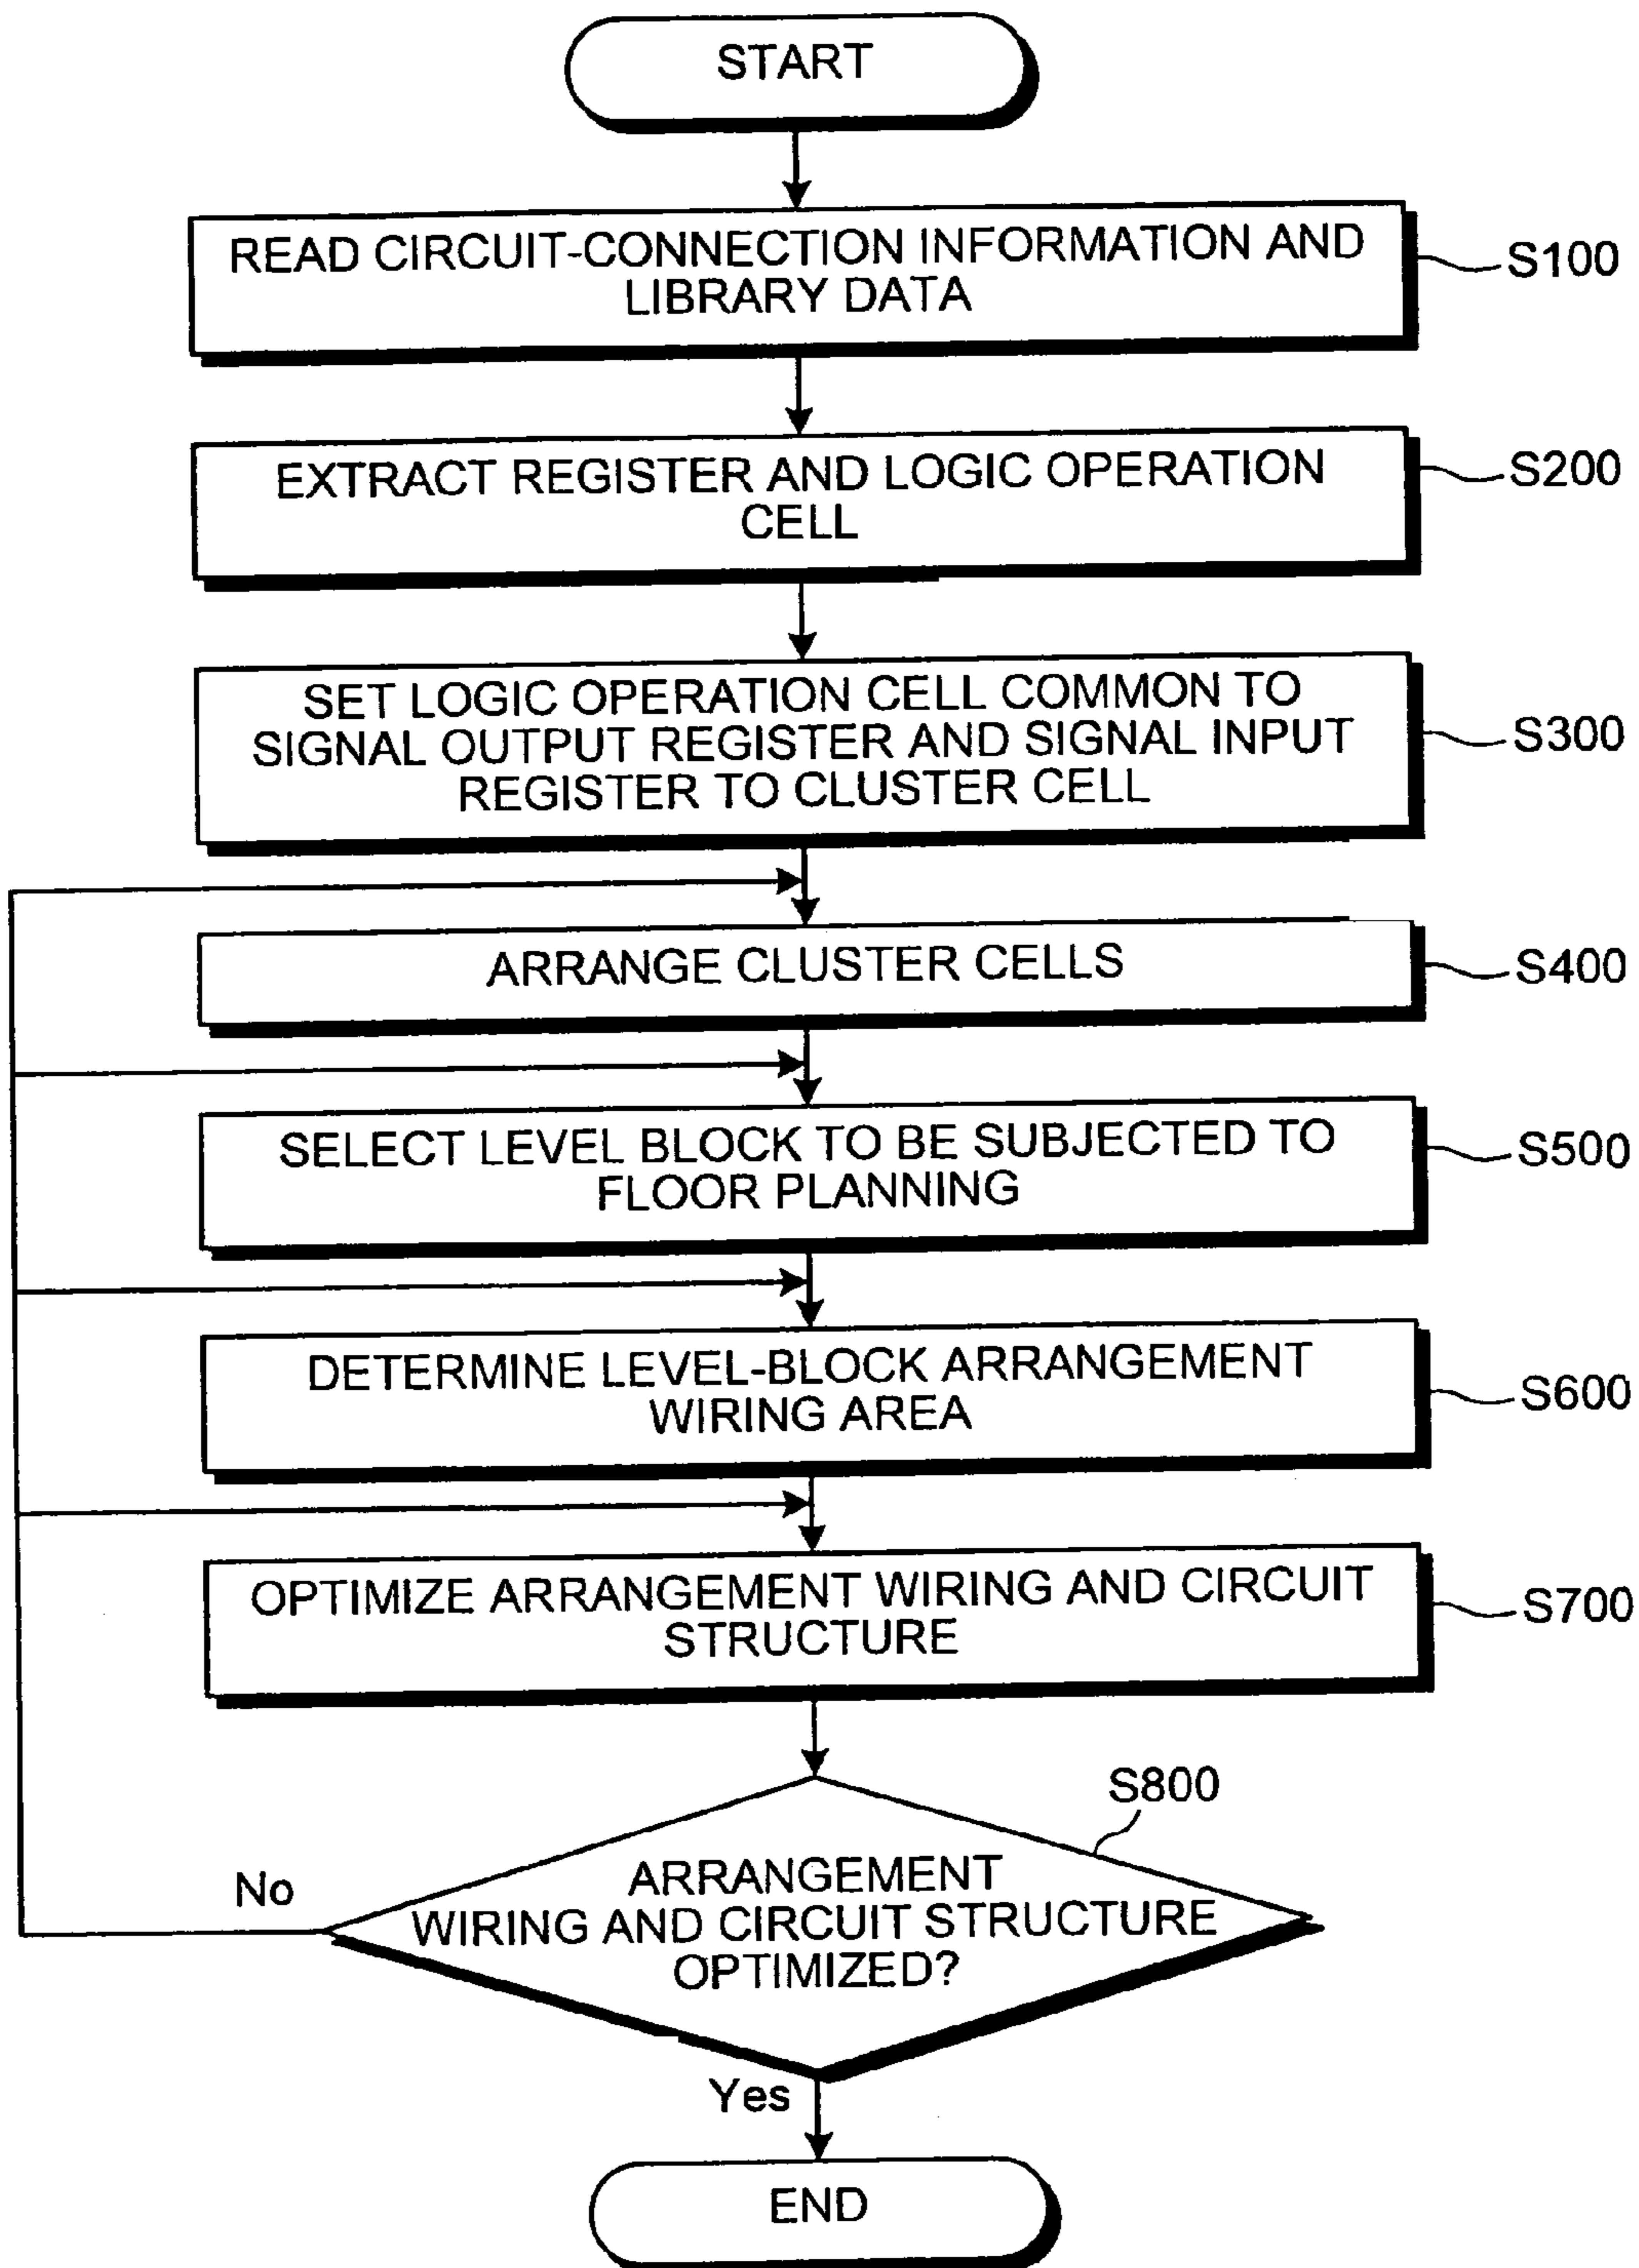 START
READ CIRCUIT-CONNECTION INFORMATION AND
LIBRARY DATA
S100
EXTRACT REGISTER AND LOGIC OPERATION
CELL
S200
SET LOGIC OPERATION CELL COMMON TO
SIGNAL OUTPUT REGISTER AND SIGNAL INPUT
REGISTER TO CLUSTER CELL
S300
ARRANGE CLUSTER CELLS
S400
SELECT LEVEL BLOCK TO BE SUBJECTED TO
FLOOR PLANNING
S500
DETERMINE LEVEL-BLOCK ARRANGEMENT
WIRING AREA
S600
OPTIMIZE ARRANGEMENT WIRING AND CIRCUIT
STRUCTURE
S700
S800
ARRANGEMENT
WIRING AND CIRCUIT STRUCTURE
OPTIMIZED?
No
Yes
END